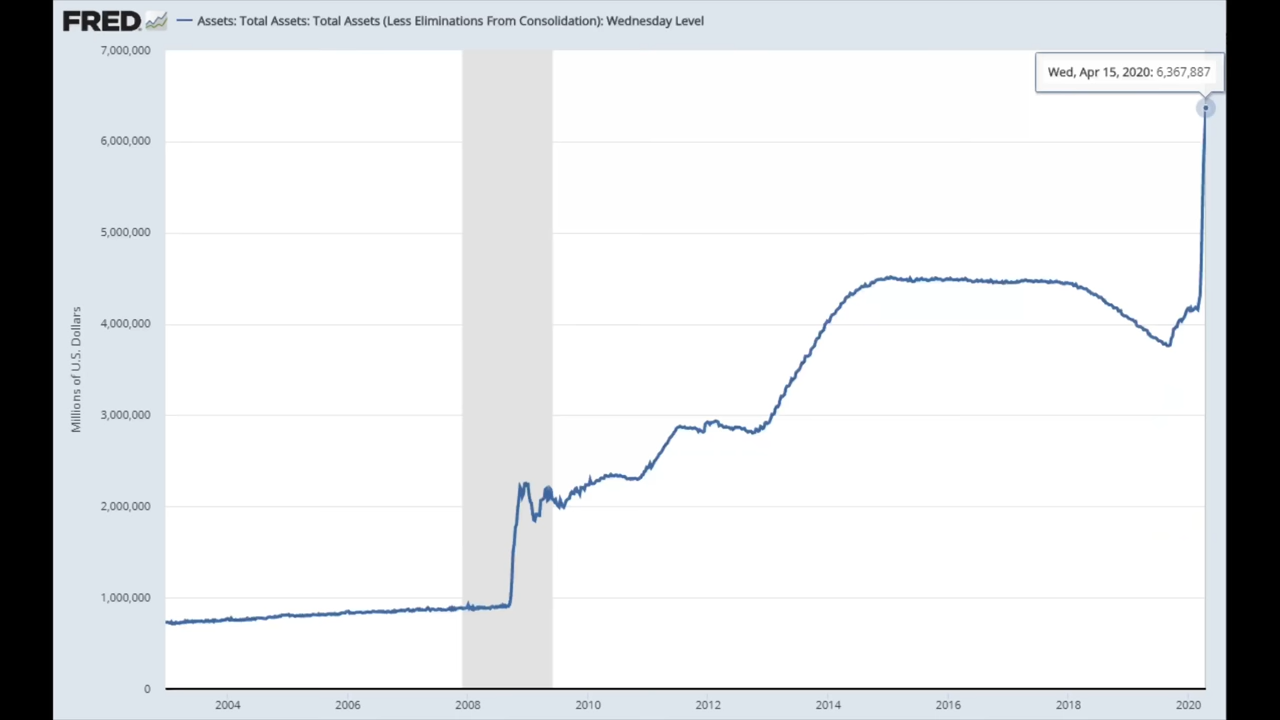 FRED
Assets: Total Assets: Total Assets (Less Eliminations From Consolidation): Wednesday Level
7,000,000
Wed, Apr 15, 2020: 6,367,887
6,000,000
5,000,000
4,000,000
3,000,000
2,000,000
1,000,000
0
Millions of U.S. Dollars
2004 2006 2008 2010 2012 2014 2016 2018 2020